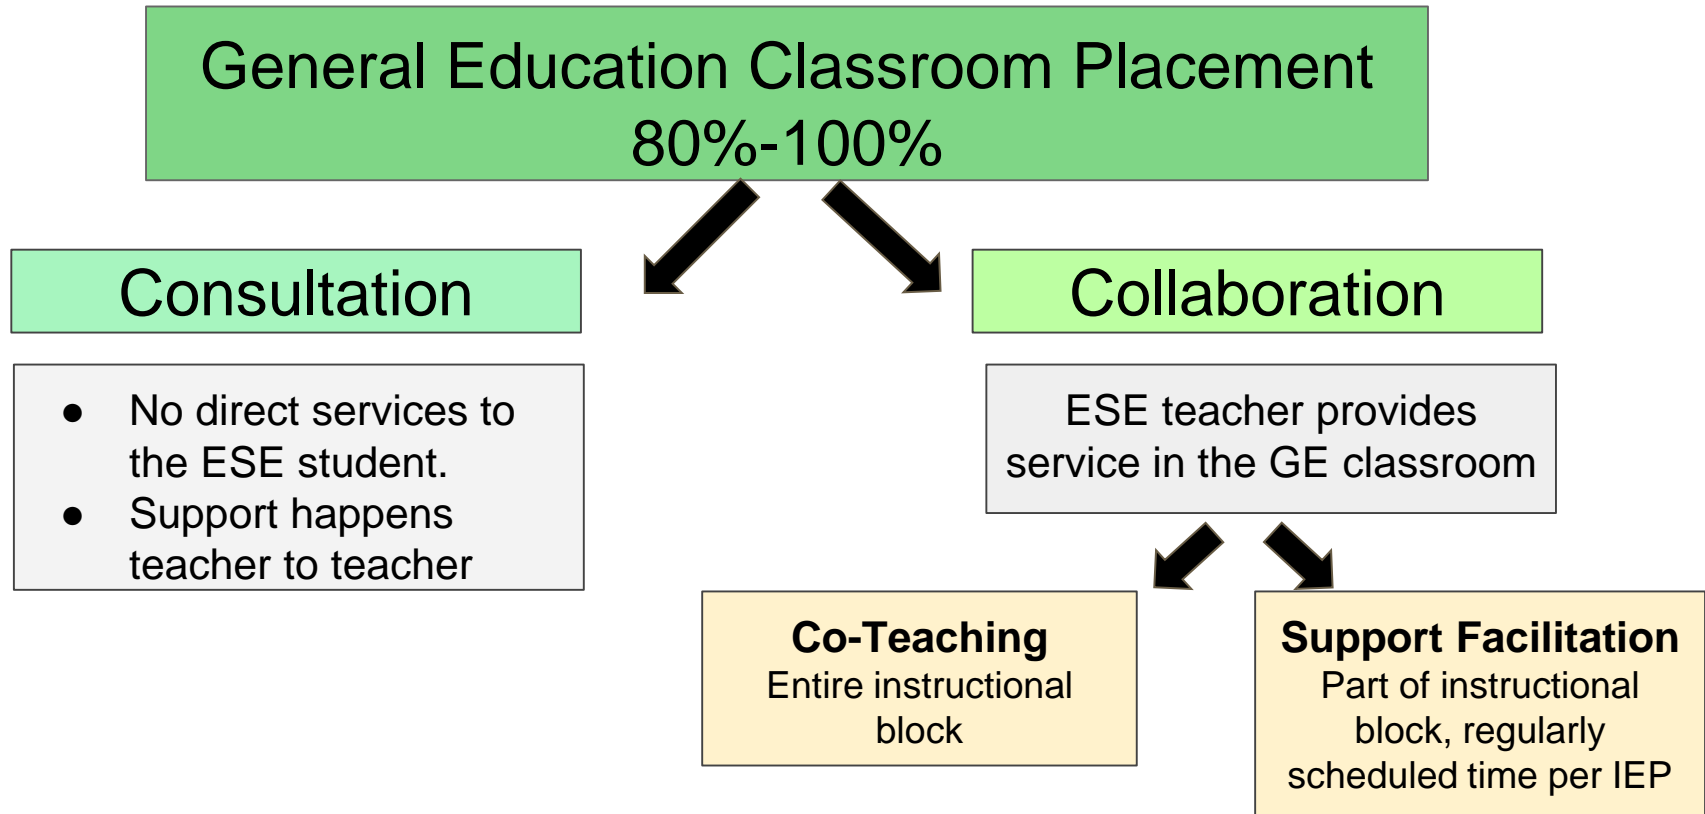 General Education Classroom Placement
80%-100%
Consultation
● No direct services to
the ESE student.
● Support happens
teacher to teacher
Collaboration
ESE teacher provides
service in the GE classroom
Co-Teaching
Entire instructional
block
Support Facilitation
Part of instructional
block, regularly
scheduled time per IEP